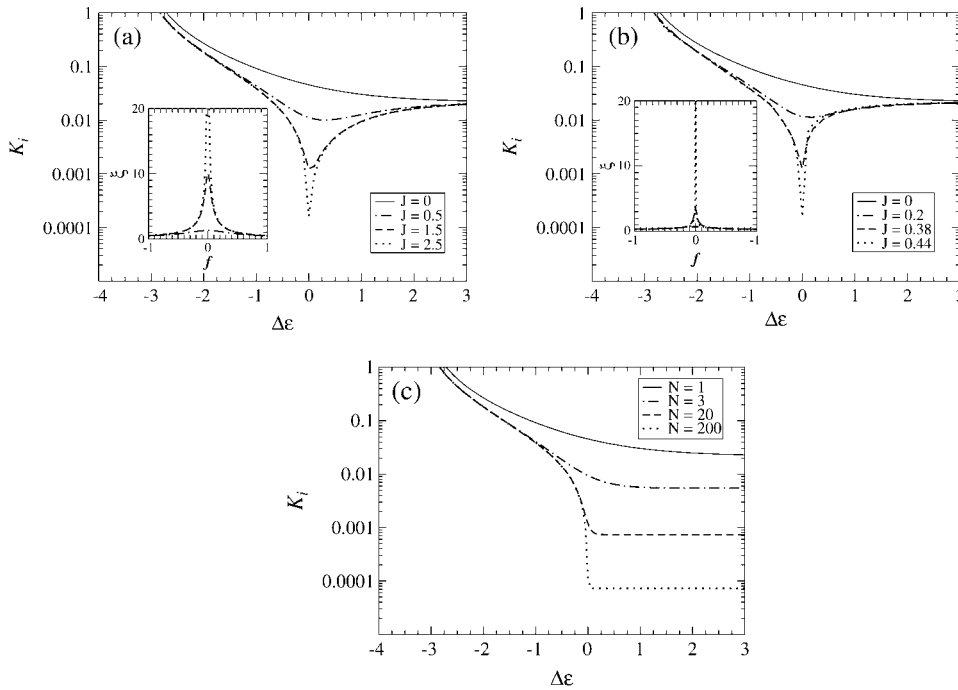 (a)
1
0.1
0.01
0.001
0.0001
K_i
-4 -3 -2 -1 0 1 2 3
Δε
20
10
0
ξ
-1 0 1
f
J = 0
J = 0.5
J = 1.5
J = 2.5
(b)
1
0.1
0.01
0.001
0.0001
K_i
-4 -3 -2 -1 0 1 2 3
Δε
20
10
0
ξ
-1 0 -1
f
J = 0
J = 0.2
J = 0.38
J = 0.44
(c)
1
0.1
0.01
0.001
0.0001
K_i
-4 -3 -2 -1 0 1 2 3
Δε
N = 1
N = 3
N = 20
N = 200